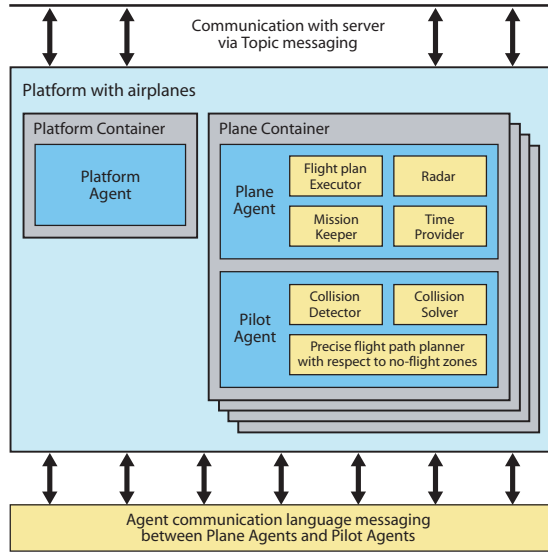 Communication with server
via Topic messaging
Platform with airplanes
Platform Container
Platform
Agent
Plane Container
Plane
Agent
Flight plan
Executor
Radar
Mission
Keeper
Time
Provider
Pilot
Agent
Collision
Detector
Collision
Solver
Precise flight path planner
with respect to no-flight zones
Agent communication language messaging
between Plane Agents and Pilot Agents